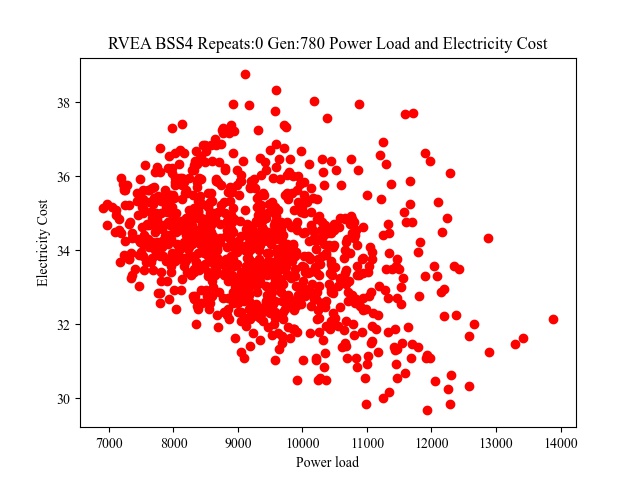 RVEA BSS4 Repeats:0 Gen:780 Power Load and Electricity Cost
38
36
34
32
30
Electricity Cost
7000 8000 9000 10000 11000 12000 13000 14000
Power load